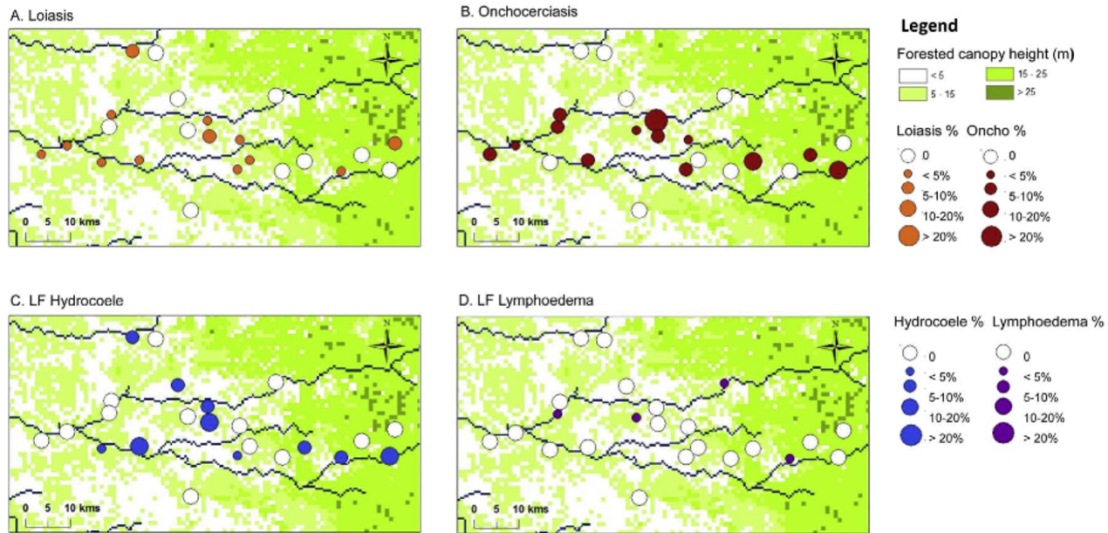 A. Loiasis
B. Onchocerciasis
Legend
Forested canopy height (m)
< 5
15 - 25
5 - 15
> 25
Loiasis % Oncho %
0 0
< 5% < 5%
5-10% 5-10%
10-20% 10-20%
> 20% > 20%
N
N
0 5 10 kms
0 5 10 kms
C. LF Hydrocoele
D. LF Lymphoedema
Hydrocoele % Lymphoedema %
0 0
< 5% < 5%
5-10% 5-10%
10-20% 10-20%
> 20% > 20%
N
N
0 5 10 kms
0 5 10 kms